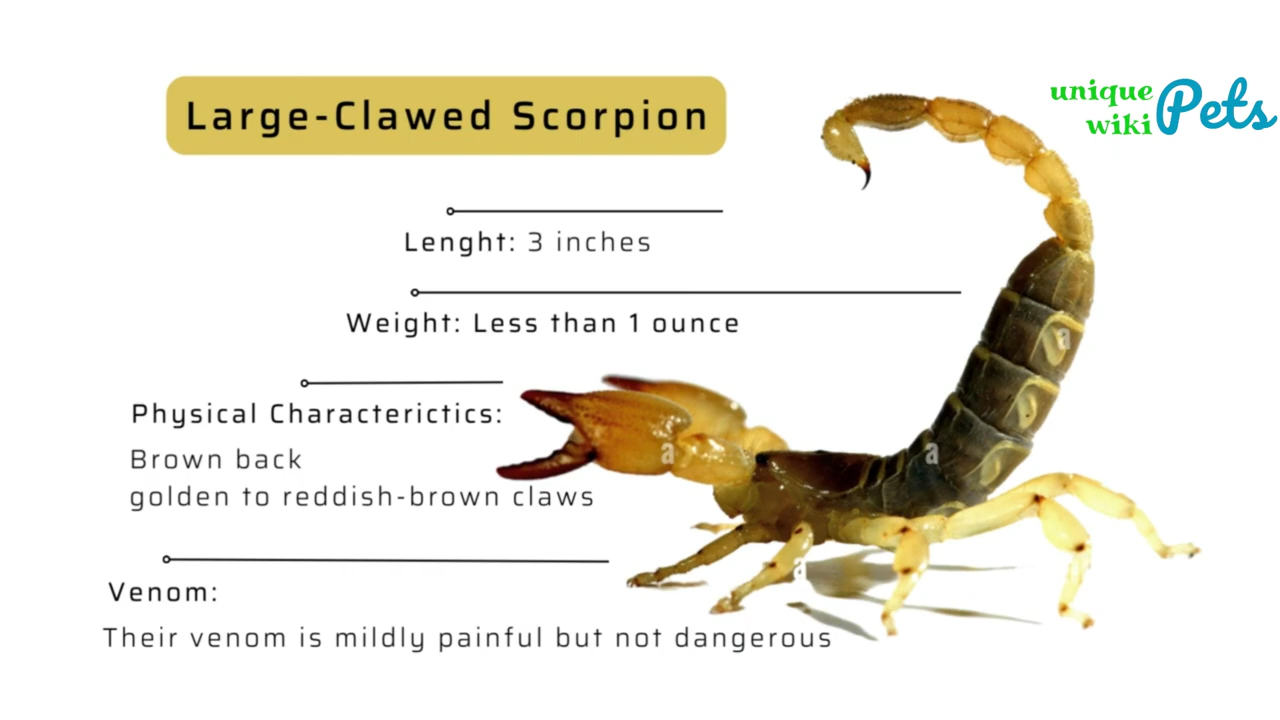 Large-Clawed Scorpion
unique
wiki Pets
Lenght: 3 inches
Weight: Less than 1 ounce
Physical Characterictics:
Brown back
golden to reddish-brown claws
Venom:
Their venom is mildly painful but not dangerous
a
a
a
a